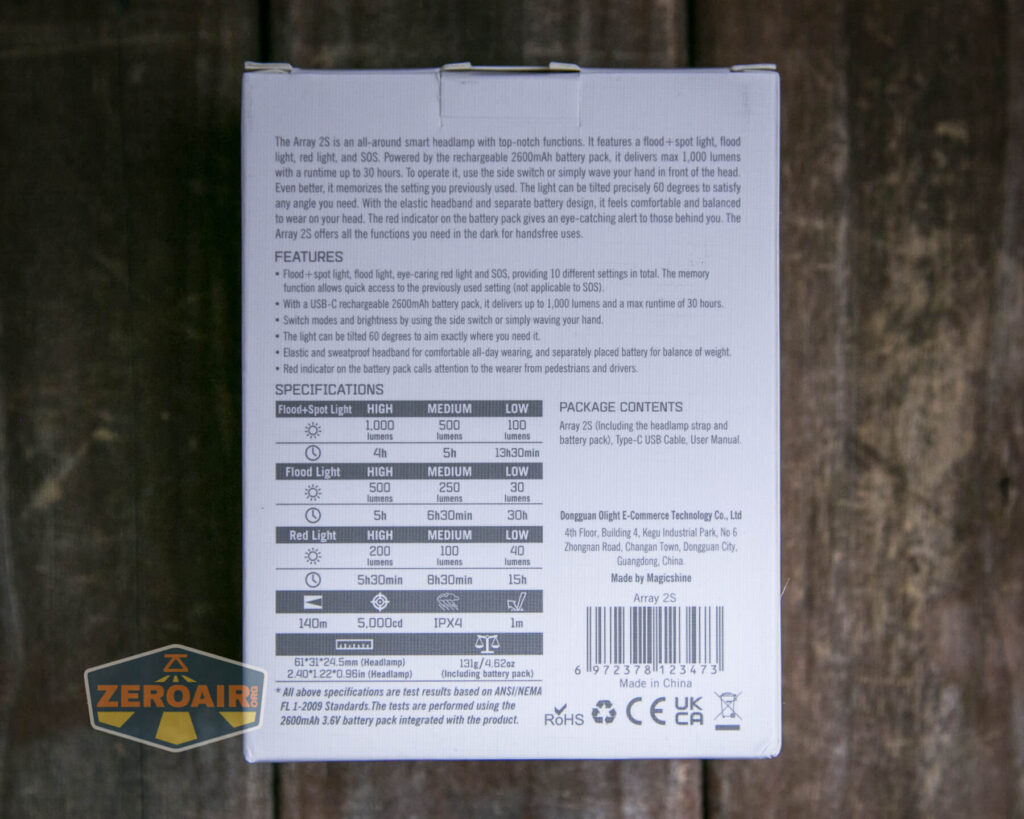 The Array 2S is an all-around smart headlamp with top-notch functions. It features a flood+spot light, flood
light, red light, and SOS. Powered by the rechargeable 2600mAh battery pack, it delivers max 1,000 lumens
with a runtime up to 30 hours. To operate it, use the side switch or simply wave your hand in front of the head.
Even better, it memorizes the setting you previously used. The light can be tilted precisely 60 degrees to satisfy
any angle you need. With the elastic headband and separate battery design, it feels comfortable and balanced
to wear on your head. The red indicator on the battery pack gives an eye-catching alert to those behind you. The
Array 2S offers all the functions you need in the dark for handsfree uses.
FEATURES
• Flood+spot light, flood light, eye-caring red light and SOS, providing 10 different settings in total. The memory
function allows quick access to the previously used setting (not applicable to SOS).
• With a USB-C rechargeable 2600mAh battery pack, it delivers up to 1,000 lumens and a max runtime of 30 hours.
• Switch modes and brightness by using the side switch or simply waving your hand.
• The light can be tilted 60 degrees to aim exactly where you need it.
• Elastic and sweatproof headband for comfortable all-day wearing, and separately placed battery for balance of weight.
• Red indicator on the battery pack calls attention to the wearer from pedestrians and drivers.
SPECIFICATIONS
Flood+Spot Light HIGH MEDIUM LOW
1,000 500 100
lumens lumens lumens
4h 5h 13h30min
Flood Light HIGH MEDIUM LOW
500 250 30
lumens lumens lumens
5h 6h30min 30h
Red Light HIGH MEDIUM LOW
200 100 40
lumens lumens lumens
5h30min 8h30min 15h
140m 5,000cd IPX4 1m
61*31*24.5mm (Headlamp) 131g/4.62oz
2.40*1.22*0.96in (Headlamp) (Including battery pack)
* All above specifications are test results based on ANSI/NEMA
FL 1-2009 Standards.The tests are performed using the
2600mAh 3.6V battery pack integrated with the product.
PACKAGE CONTENTS
Array 2S (Including the headlamp strap and
battery pack), Type-C USB Cable, User Manual.
Dongguan Olight E-Commerce Technology Co., Ltd
4th Floor, Building 4, Kegu Industrial Park, No 6
Zhongnan Road, Changan Town, Dongguan City,
Guangdong, China.
Made by Magicshine
Array 2S
6 972378 123473
Made in China
RoHS CE UK
CA
ZEROAIR.ORG